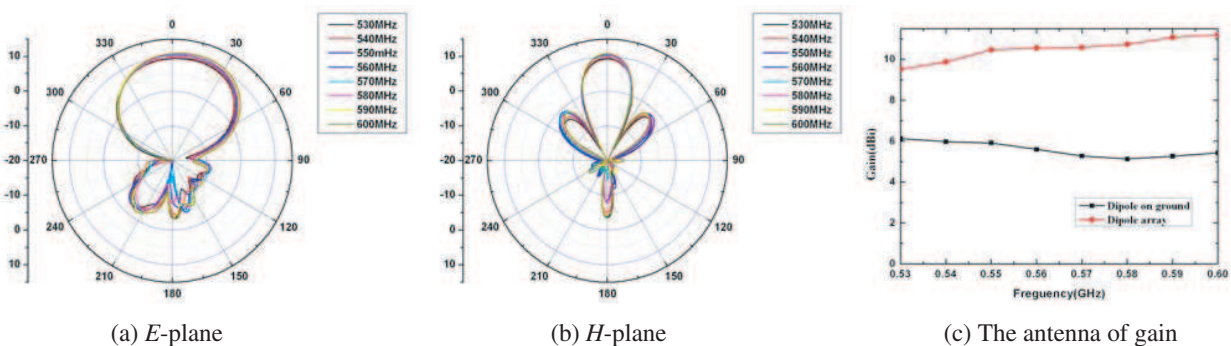 0
330
30
300
60
270
90
240
120
210
150
180
10
5
0
-10
-20
-10
0
10
530MHz
540MHz
550mHz
560MHz
570MHz
580MHz
590MHz
600MHz
(a) E-plane
0
330
30
300
60
270
90
240
120
210
150
180
10
0
-10
-20
-10
0
10
530MHz
540MHz
550MHz
560MHz
570MHz
580MHz
590MHz
600MHz
(b) H-plane
Gain(dBi)
10
8
6
4
2
0
Dipole on ground
Dipole array
0.53
0.54
0.55
0.56
0.57
0.58
0.59
0.60
Freguency(GHz)
(c) The antenna of gain